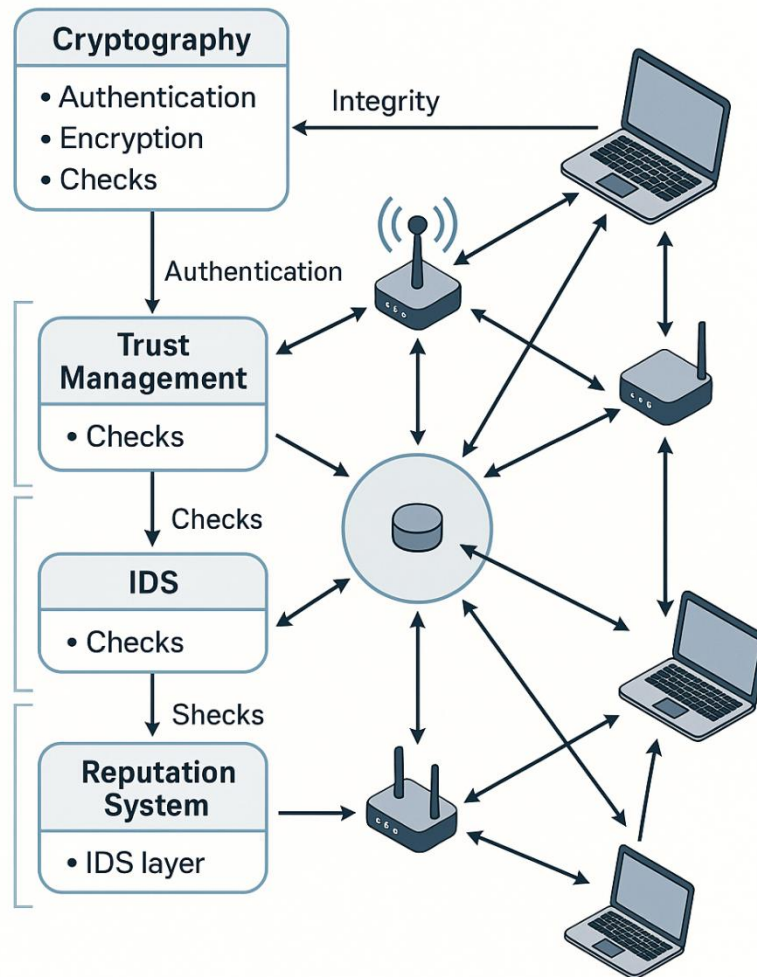 Cryptography
• Authentication
• Encryption
• Checks
Integrity
Authentication
Trust
Management
• Checks
Checks
IDS
• Checks
Shecks
Reputation
System
• IDS layer